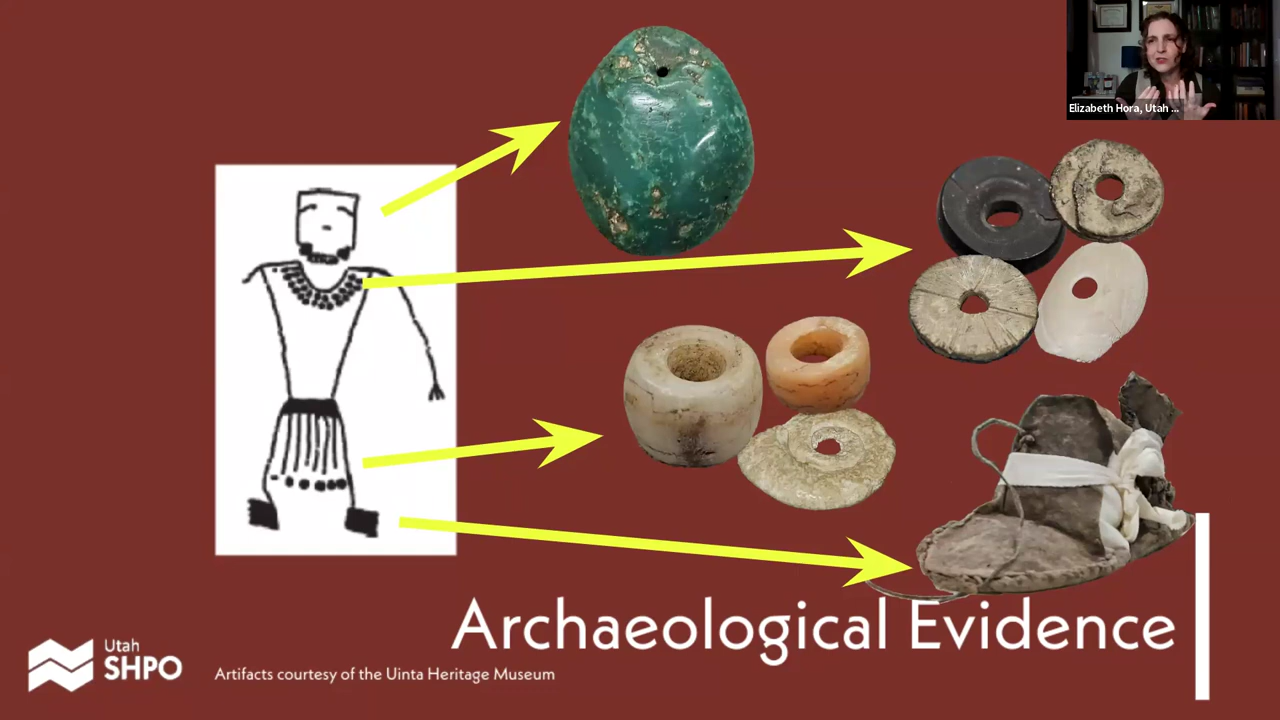 Elizabeth Hora, Utah ...
Archaeological Evidence
Utah
SHPO
Artifacts courtesy of the Uinta Heritage Museum